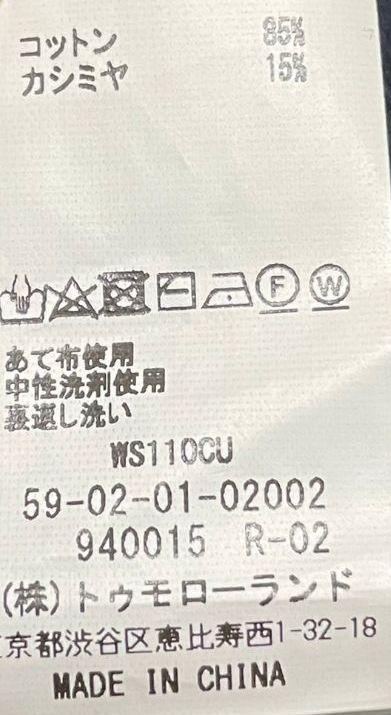 コットン 85%
カシミヤ 15%
F W
あて布使用
中性洗剤使用
裏返し洗い
WS110CU
59-02-01-02002
940015 R-02
(株)トゥモローランド
京都渋谷区恵比寿西1-32-18
MADE IN CHINA